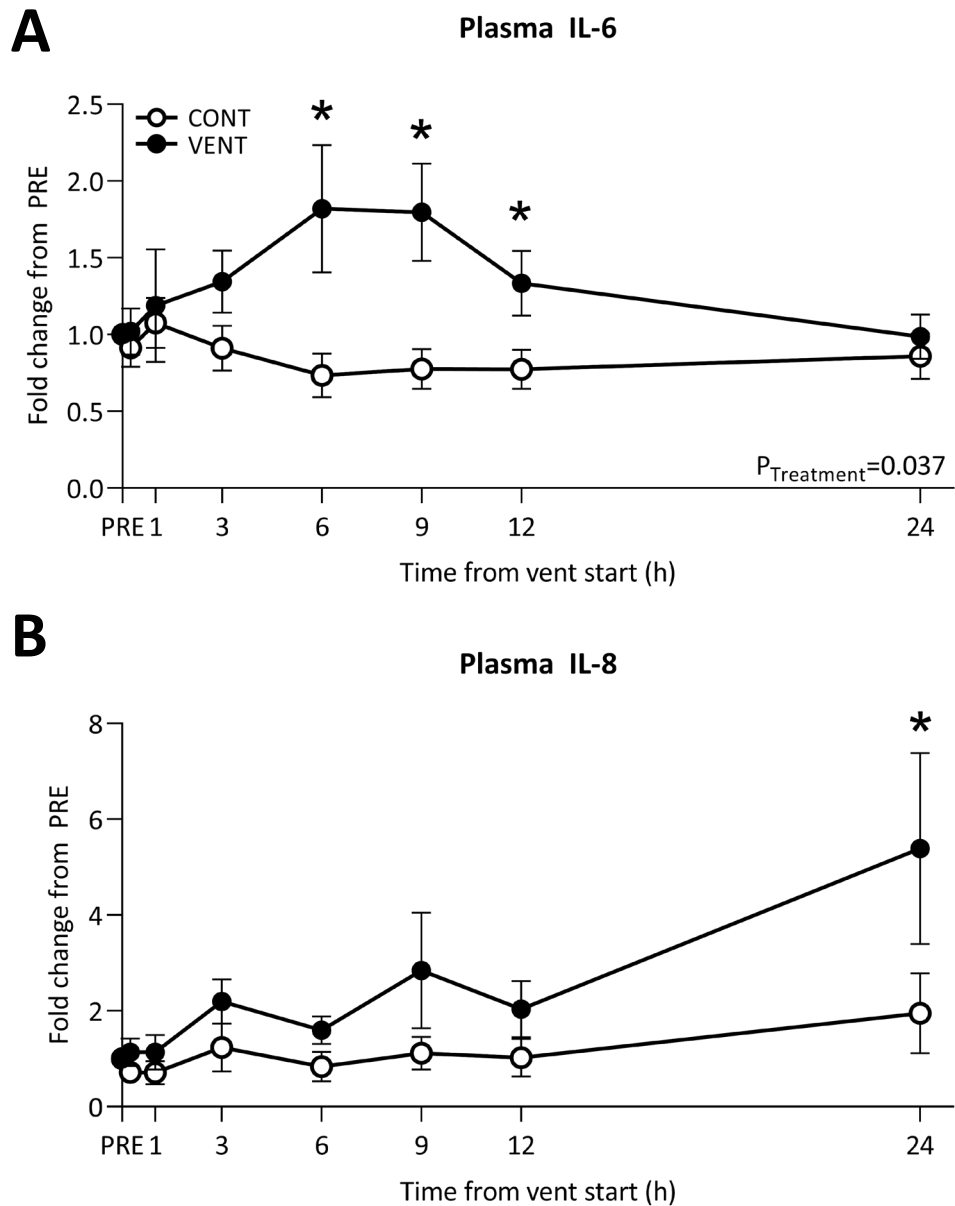 A
Plasma IL-6
Fold change from PRE
2.5
2.0
1.5
1.0
0.5
0.0
CONT
VENT
*
*
*
P_Treatment=0.037
PRE 1 3 6 9 12 24
Time from vent start (h)
B
Plasma IL-8
Fold change from PRE
8
6
4
2
0
*
PRE 1 3 6 9 12 24
Time from vent start (h)